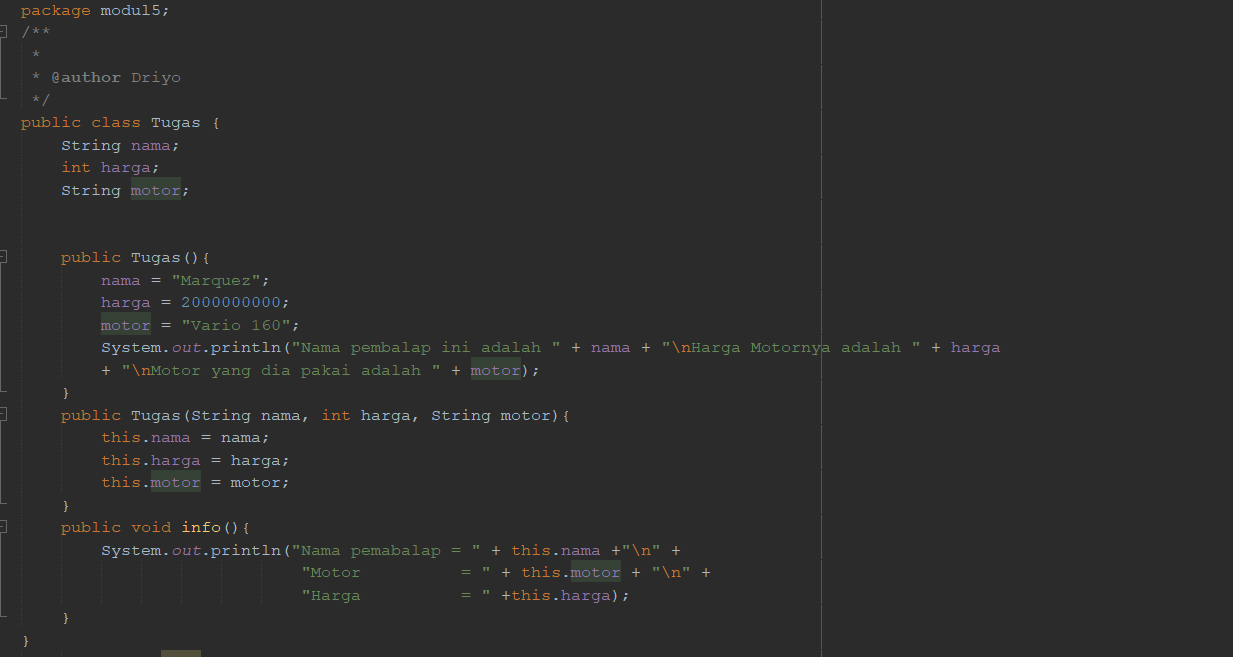 package modul5;
/**
 *
 * @author Driyo
 */
public class Tugas {
    String nama;
    int harga;
    String motor;
    public Tugas(){
        nama = "Marquez";
        harga = 2000000000;
        motor = "Vario 160";
        System.out.println("Nama pembalap ini adalah " + nama + "\nHarga Motornya adalah " + harga
        + "\nMotor yang dia pakai adalah " + motor);
    }
    public Tugas(String nama, int harga, String motor){
        this.nama = nama;
        this.harga = harga;
        this.motor = motor;
    }
    public void info(){
        System.out.println("Nama pemabalap = " + this.nama +"\n" +
                            "Motor          = " + this.motor + "\n" +
                            "Harga          = " +this.harga);
    }
}